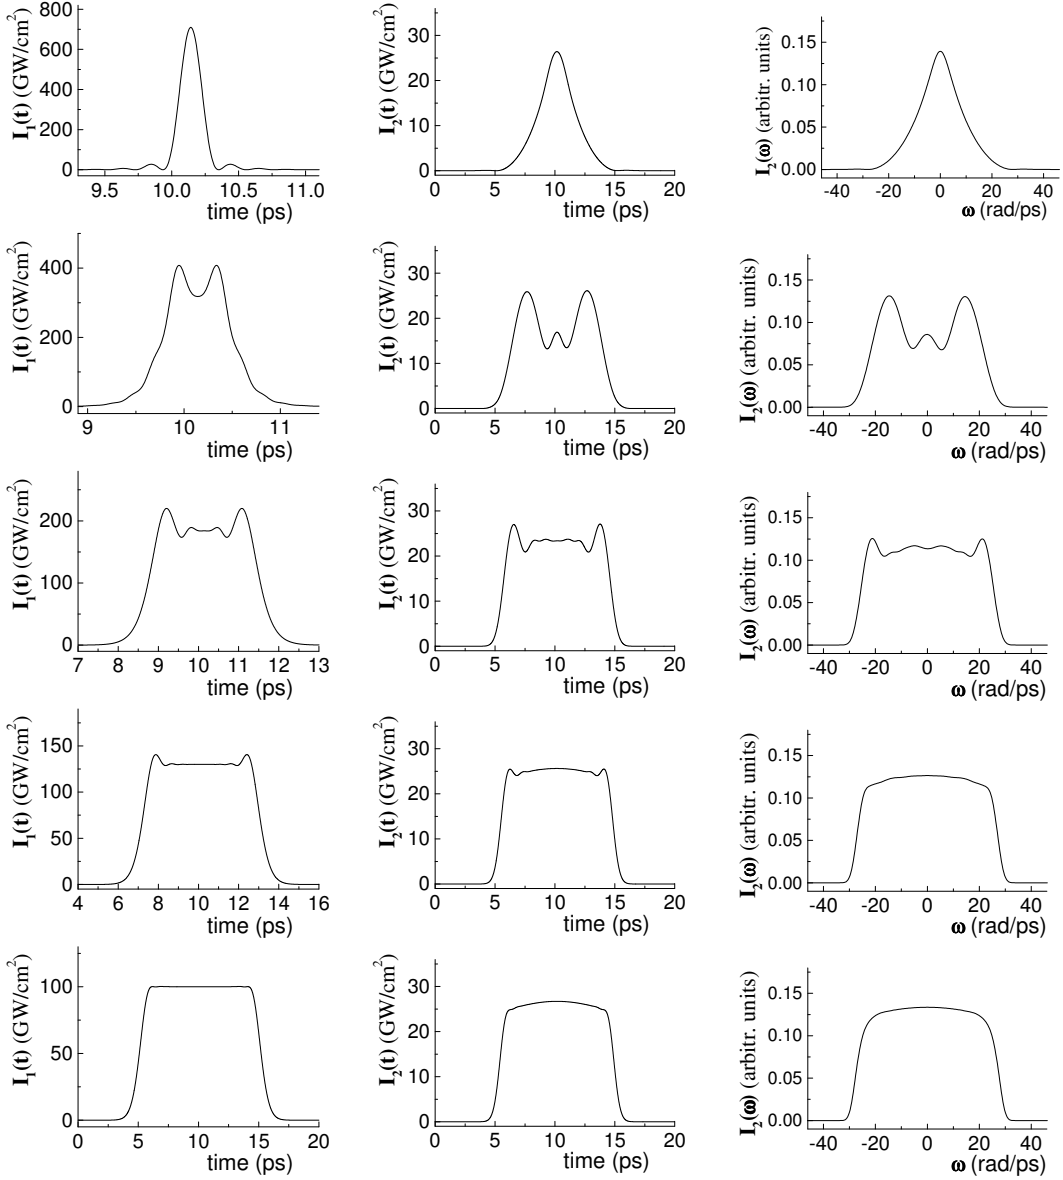 800
600
400
200
0
I₁(t) (GW/cm²)
9.5 10.0 10.5 11.0
time (ps)
30
20
10
0
I₂(t) (GW/cm²)
0 5 10 15 20
time (ps)
0.15
0.10
0.05
0.00
I₂(ω) (arbitr. units)
-40 -20 0 20 40
ω (rad/ps)
400
200
0
I₁(t) (GW/cm²)
9 10 11
time (ps)
30
20
10
0
I₂(t) (GW/cm²)
0 5 10 15 20
time (ps)
0.15
0.10
0.05
0.00
I₂(ω) (arbitr. units)
-40 -20 0 20 40
ω (rad/ps)
200
100
0
I₁(t) (GW/cm²)
7 8 9 10 11 12 13
time (ps)
30
20
10
0
I₂(t) (GW/cm²)
0 5 10 15 20
time (ps)
0.15
0.10
0.05
0.00
I₂(ω) (arbitr. units)
-40 -20 0 20 40
ω (rad/ps)
150
100
50
0
I₁(t) (GW/cm²)
4 6 8 10 12 14 16
time (ps)
30
20
10
0
I₂(t) (GW/cm²)
0 5 10 15 20
time (ps)
0.15
0.10
0.05
0.00
I₂(ω) (arbitr. units)
-40 -20 0 20 40
ω (rad/ps)
100
50
0
I₁(t) (GW/cm²)
0 5 10 15 20
time (ps)
30
20
10
0
I₂(t) (GW/cm²)
0 5 10 15 20
time (ps)
0.15
0.10
0.05
0.00
I₂(ω) (arbitr. units)
-40 -20 0 20 40
ω (rad/ps)